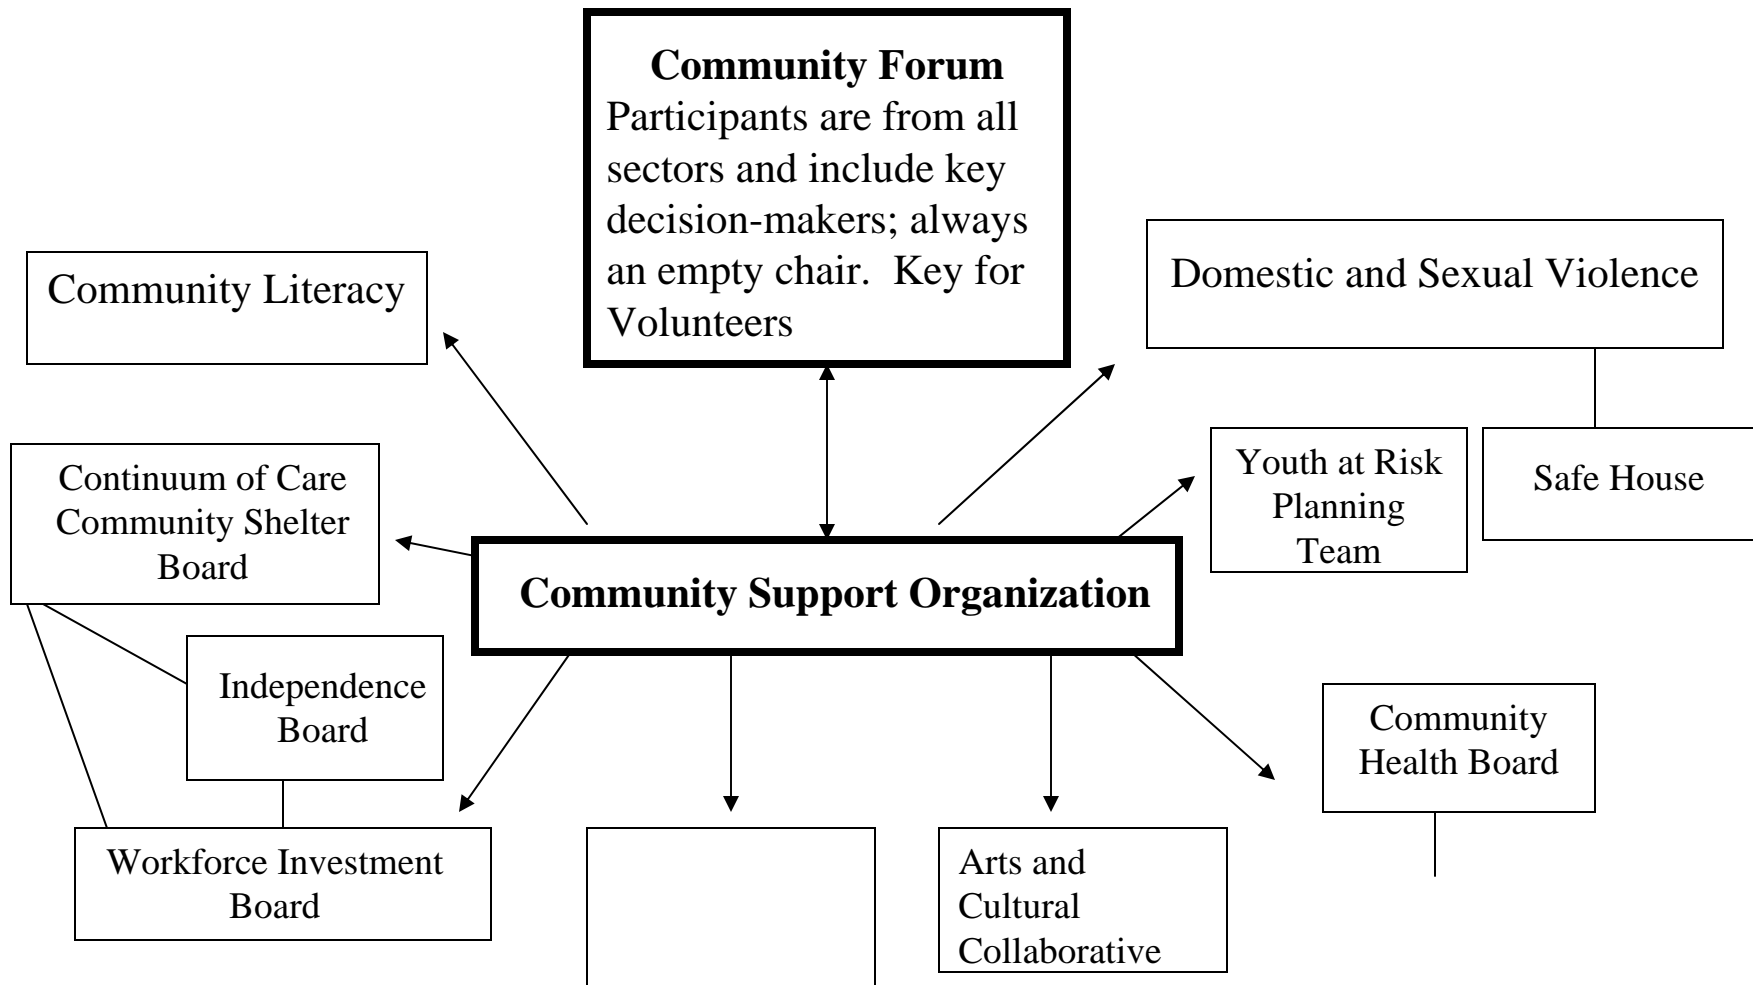 Community Forum
Participants are from all
sectors and include key
decision-makers; always
an empty chair.  Key for
Volunteers
Community Literacy
Domestic and Sexual Violence
Continuum of Care
Community Shelter
Board
Youth at Risk
Planning
Team
Safe House
Community Support Organization
Independence
Board
Community
Health Board
Workforce Investment
Board
Arts and
Cultural
Collaborative